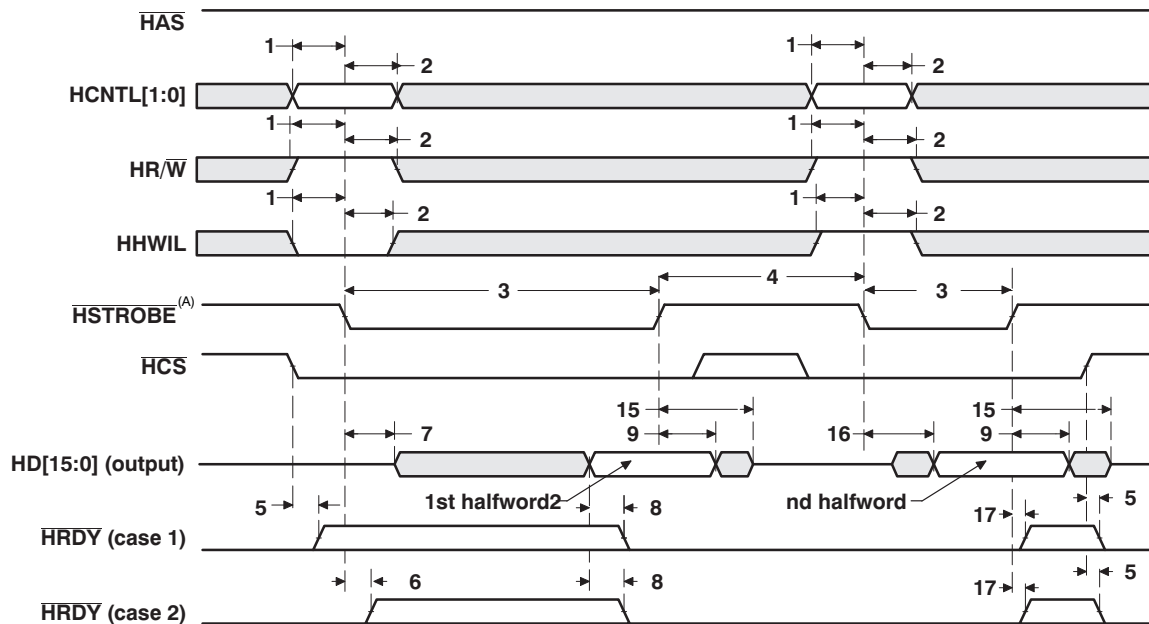 HAS
1
1
2
2
HCNTL[1:0]
1
1
2
2
HR/W
1
1
2
2
HHWIL
4
3
3
HSTROBE(A)
HCS
15
15
7
9
16
9
HD[15:0] (output)
1st halfword2
nd halfword
5
8
17
5
HRDY (case 1)
6
8
17
5
HRDY (case 2)